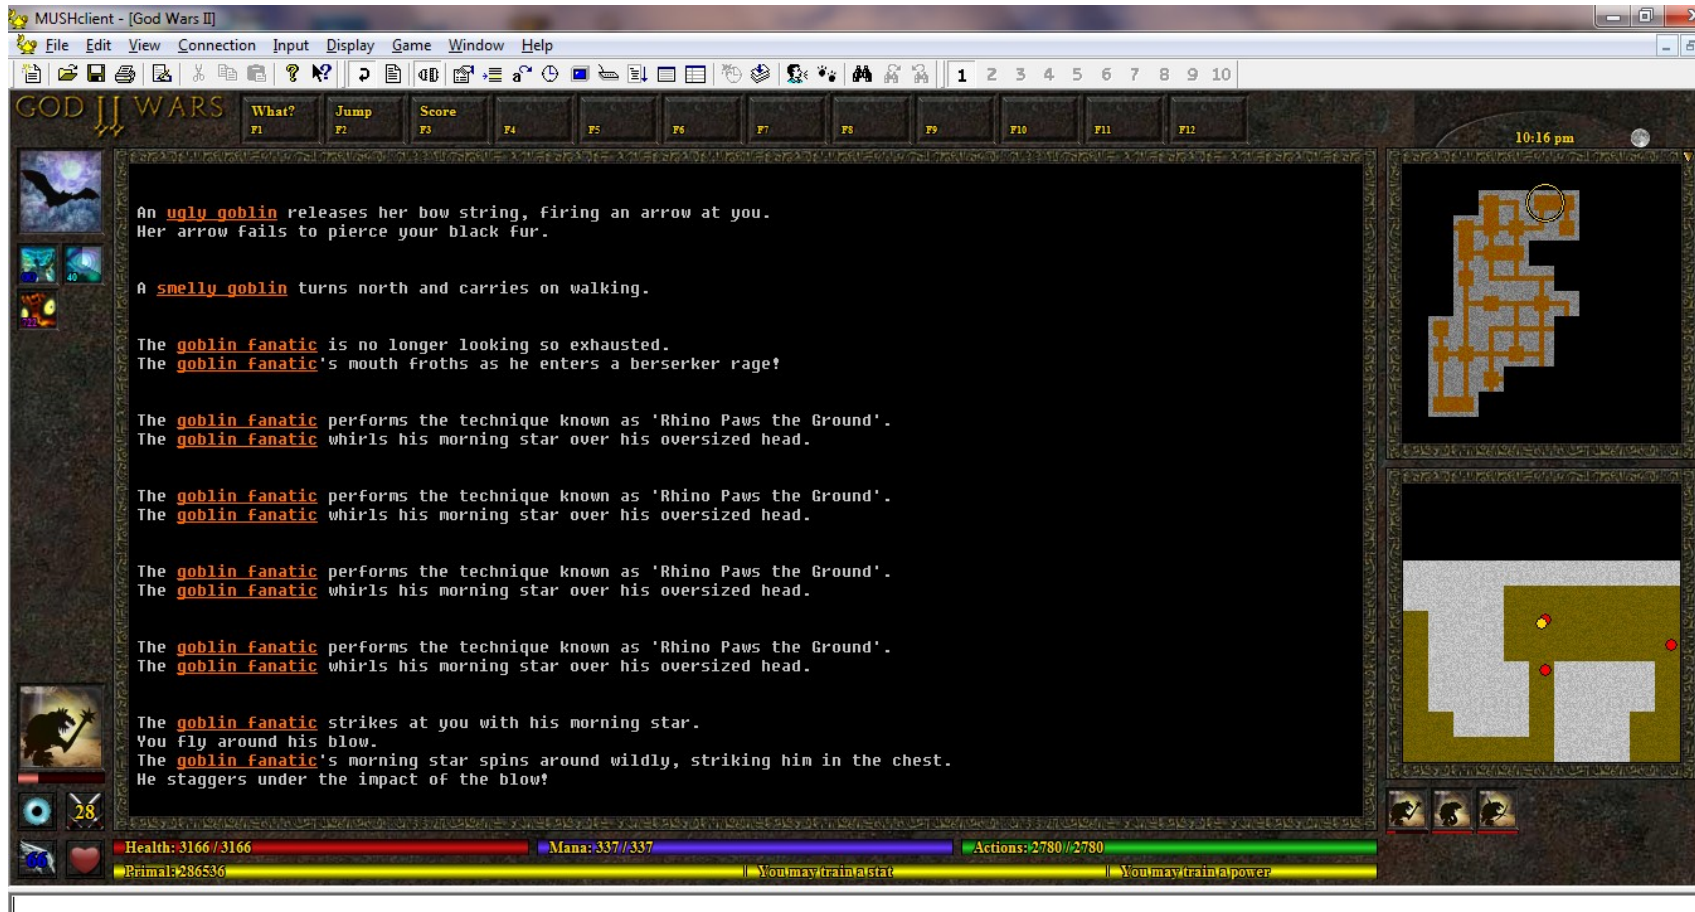 MUSHclient - [God Wars II]
File Edit View Connection Input Display Game Window Help
1 2 3 4 5 6 7 8 9 10
GOD II WARS
What? Jump Score
F1 F2 F3 F4 F5 F6 F7 F8 F9 F10 F11 F12
10:16 pm
An ugly goblin releases her bow string, firing an arrow at you.
Her arrow fails to pierce your black fur.
40
A smelly goblin turns north and carries on walking.
722
The goblin fanatic is no longer looking so exhausted.
The goblin fanatic's mouth froths as he enters a berserker rage!
The goblin fanatic performs the technique known as 'Rhino Paws the Ground'.
The goblin fanatic whirls his morning star over his oversized head.
The goblin fanatic performs the technique known as 'Rhino Paws the Ground'.
The goblin fanatic whirls his morning star over his oversized head.
The goblin fanatic performs the technique known as 'Rhino Paws the Ground'.
The goblin fanatic whirls his morning star over his oversized head.
The goblin fanatic performs the technique known as 'Rhino Paws the Ground'.
The goblin fanatic whirls his morning star over his oversized head.
The goblin fanatic strikes at you with his morning star.
You fly around his blow.
The goblin fanatic's morning star spins around wildly, striking him in the chest.
He staggers under the impact of the blow!
28
66
Health: 3166 / 3166 Mana: 337 / 337 Actions: 2780 / 2780
Primal: 286536 You may train a stat You may train a power